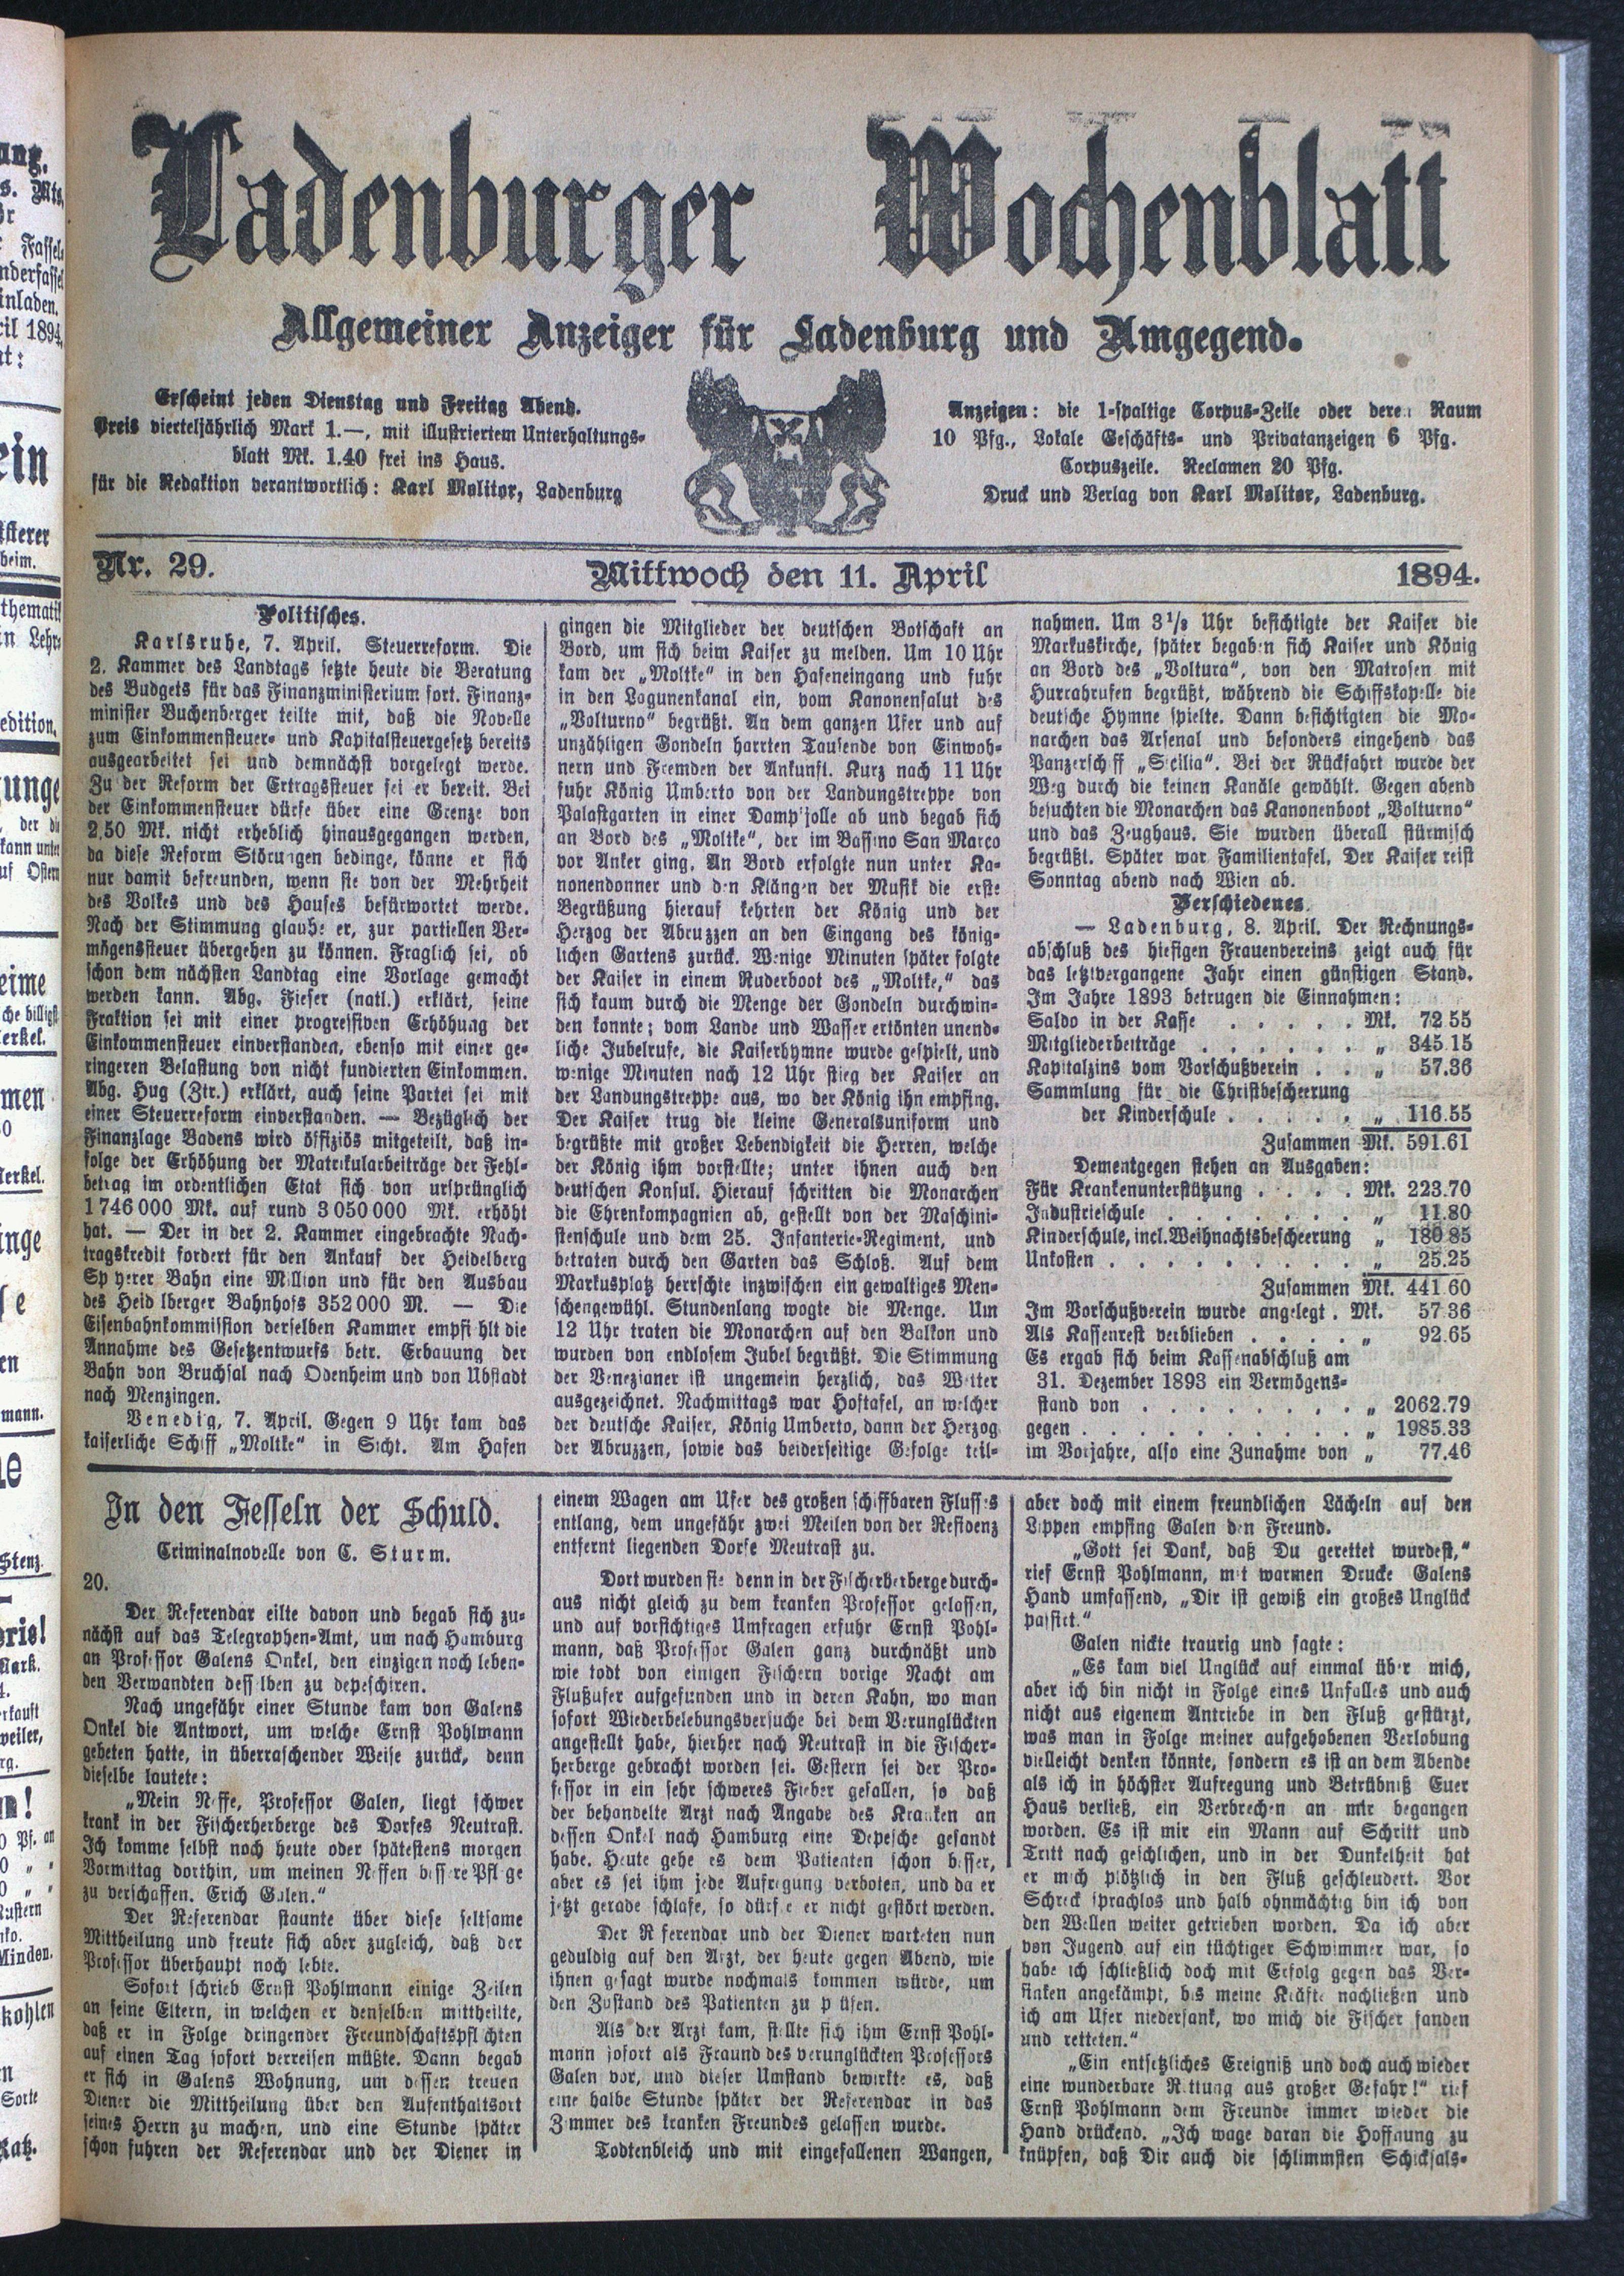 Ladenburger Wochenblatt
Allgemeiner Anzeiger für Ladenburg und Umgegend.
Erscheint jeden Dienstag und Freitag Abend.
Preis vierteljährlich Mark 1.—, mit illustriertem Unterhaltungs-
blatt Mk. 1.40 frei ins Haus.
für die Redaktion verantwortlich: Karl Molitor, Ladenburg
Anzeigen: die 1-spaltige Corpus-Zeile oder deren Raum
10 Pfg., Lokale Geschäfts- und Privatanzeigen 6 Pfg.
Corpuszeile. Reclamen 20 Pfg.
Druck und Verlag von Karl Molitor, Ladenburg.
Nr. 29.
Mittwoch den 11. April
1894.
Politisches.
Karlsruhe, 7. April. Steuerreform. Die
2. Kammer des Landtags setzte heute die Beratung
des Budgets für das Finanzministerium fort. Finanz-
minister Buchenberger teilte mit, daß die Novelle
zum Einkommensteuer- und Kapitalsteuergesetz bereits
ausgearbeitet sei und demnächst vorgelegt werde.
Zu der Reform der Ertragssteuer sei er bereit. Bei
der Einkommensteuer dürfe über eine Grenze von
2,50 Mk. nicht erheblich hinausgegangen werden,
da diese Reform Störungen bedinge, könne er sich
nur damit befreunden, wenn sie von der Mehrheit
des Volkes und des Hauses befürwortet werde.
Nach der Stimmung glaube er, zur partiellen Ver-
mögenssteuer übergehen zu können. Fraglich sei, ob
schon dem nächsten Landtag eine Vorlage gemacht
werden kann. Abg. Fieser (natl.) erklärt, seine
Fraktion sei mit einer progressiven Erhöhung der
Einkommensteuer einverstanden, ebenso mit einer ge-
ringeren Belastung von nicht fundierten Einkommen.
Abg. Hug (Ztr.) erklärt, auch seine Partei sei mit
einer Steuerreform einverstanden. — Bezüglich der
Finanzlage Badens wird offiziös mitgeteilt, daß in-
folge der Erhöhung der Matrikularbeiträge der Fehl-
betrag im ordentlichen Etat sich von ursprünglich
1 746 000 Mk. auf rund 3 050 000 Mk. erhöht
hat. — Der in der 2. Kammer eingebrachte Nach-
tragskredit fordert für den Ankauf der Heidelberg
Sp yerer Bahn eine Million und für den Ausbau
des Heid lberger Bahnhofs 352 000 M. — Die
Eisenbahnkommission derselben Kammer empfi hlt die
Annahme des Gesetzentwurfs betr. Erbauung der
Bahn von Bruchsal nach Odenheim und von Ubstadt
nach Menzingen.
Venedig, 7. April. Gegen 9 Uhr kam das
kaiserliche Schiff „Moltke" in Sicht. Am Hafen
gingen die Mitglieder der deutschen Botschaft an
Bord, um sich beim Kaiser zu melden. Um 10 Uhr
kam der „Moltke" in den Hafeneingang und fuhr
in den Lagunenkanal ein, vom Kanonensalut des
„Volturno" begrüßt. An dem ganzen Ufer und auf
unzähligen Gondeln harrten Tausende von Einwoh-
nern und Fremden der Ankunft. Kurz nach 11 Uhr
fuhr König Umberto von der Landungstreppe von
Palastgarten in einer Dampfjolle ab und begab sich
an Bord des „Moltke", der im Bassino San Marco
vor Anker ging. An Bord erfolgte nun unter Ka-
nonendonner und den Klängen der Musik die erste
Begrüßung hierauf kehrten der König und der
Herzog der Abruzzen an den Eingang des könig-
lichen Gartens zurück. Wenige Minuten später folgte
der Kaiser in einem Ruderboot des „Moltke," das
sich kaum durch die Menge der Gondeln durchwin-
den konnte; vom Lande und Wasser ertönten unend-
liche Jubelrufe, die Kaiserhymne wurde gespielt, und
wenige Minuten nach 12 Uhr stieg der Kaiser an
der Landungstreppe aus, wo der König ihn empfing.
Der Kaiser trug die kleine Generalsuniform und
begrüßte mit großer Lebendigkeit die Herren, welche
der König ihm vorstellte; unter ihnen auch den
deutschen Konsul. Hierauf schritten die Monarchen
die Ehrenkompagnien ab, gestellt von der Maschini-
stenschule und dem 25. Infanterie-Regiment, und
betraten durch den Garten das Schloß. Auf dem
Markusplatz herrschte inzwischen ein gewaltiges Men-
schengewühl. Stundenlang wogte die Menge. Um
12 Uhr traten die Monarchen auf den Balkon und
wurden von endlosem Jubel begrüßt. Die Stimmung
der Venezianer ist ungemein herzlich, das Wetter
ausgezeichnet. Nachmittags war Hoftafel, an welcher
der deutsche Kaiser, König Umberto, dann der Herzog
der Abruzzen, sowie das beiderseitige Gefolge teil-
nahmen. Um 3 1/2 Uhr besichtigte der Kaiser die
Markuskirche, später begaben sich Kaiser und König
an Bord des „Voltura", von den Matrosen mit
Hurrahrufen begrüßt, während die Schiffskapelle die
deutsche Hymne spielte. Dann besichtigten die Mo-
narchen das Arsenal und besonders eingehend das
Panzerschiff „Sicilia". Bei der Rückfahrt wurde der
Weg durch die keinen Kanäle gewählt. Gegen abend
besuchten die Monarchen das Kanonenboot „Volturno"
und das Zeughaus. Sie wurden überall stürmisch
begrüßt. Später war Familientafel. Der Kaiser reist
Sonntag abend nach Wien ab.
Verschiedenes.
— Ladenburg, 8. April. Der Rechnungs-
abschluß des hiesigen Frauenvereins zeigt auch für
das letztvergangene Jahr einen günstigen Stand.
Im Jahre 1893 betrugen die Einnahmen:
Saldo in der Kasse . . . . . Mk. 72 55
Mitgliederbeiträge . . . . . . „ 345.15
Kapitalzins vom Vorschußverein . . „ 57.36
Sammlung für die Christbescheerung
der Kinderschule . . . . . „ 116.55
Zusammen Mk. 591.61
Dementgegen stehen an Ausgaben:
Für Krankenunterstützung . . . . Mk. 223.70
Industrieschule . . . . . . . „ 11.80
Kinderschule, incl. Weihnachtsbescheerung „ 180 85
Unkosten . . . . . . . . . „ 25.25
Zusammen Mk. 441.60
Im Vorschußverein wurde angelegt . Mk. 57 36
Als Kassenrest verblieben . . . . „ 92.65
Es ergab sich beim Kassenabschluß am
31. Dezember 1893 ein Vermögens-
stand von . . . . . . . . „ 2062.79
gegen . . . . . . . . . . „ 1985.33
im Vorjahre, also eine Zunahme von „ 77.46
In den Fesseln der Schuld.
Criminalnovelle von C. Sturm.
20.
Der Referendar eilte davon und begab sich zu-
nächst auf das Telegraphen-Amt, um nach Hamburg
an Professor Galens Onkel, den einzigen noch leben-
den Verwandten dess lben zu depeschiren.
Nach ungefähr einer Stunde kam von Galens
Onkel die Antwort, um welche Ernst Pohlmann
gebeten hatte, in überraschender Weise zurück, denn
dieselbe lautete:
„Mein Neffe, Professor Galen, liegt schwer
krank in der Fischerherberge des Dorfes Neutrast.
Ich komme selbst noch heute oder spätestens morgen
Vormittag dorthin, um meinen Neffen bessere Pflege
zu verschaffen. Erich Galen."
Der Referendar staunte über diese seltsame
Mittheilung und freute sich aber zugleich, daß der
Professor überhaupt noch lebte.
Sofort schrieb Ernst Pohlmann einige Zeilen
an seine Eltern, in welchen er denselben mittheilte,
daß er in Folge dringender Freundschaftspfl chten
auf einen Tag sofort verreisen müßte. Dann begab
er sich in Galens Wohnung, um dessen treuen
Diener die Mittheilung über den Aufenthaltsort
seines Herrn zu machen, und eine Stunde später
schon fuhren der Referendar und der Diener in
einem Wagen am Ufer des großen schiffbaren Flusses
entlang, dem ungefähr zwei Meilen von der Residenz
entfernt liegenden Dorfe Neutrast zu.
Dort wurden sie denn in der Fischerherberge durch-
aus nicht gleich zu dem kranken Professor gelassen,
und auf vorsichtiges Umfragen erfuhr Ernst Pohl-
mann, daß Professor Galen ganz durchnäßt und
wie todt von einigen Fischern vorige Nacht am
Flußufer aufgefunden und in deren Kahn, wo man
sofort Wiederbelebungsversuche bei dem Verunglückten
angestellt habe, hierher nach Neutrast in die Fischer-
herberge gebracht worden sei. Gestern sei der Pro-
fessor in ein sehr schweres Fieber gefallen, so daß
der behandelte Arzt nach Angabe des Kranken an
dessen Onkel nach Hamburg eine Depesche gesandt
habe. Heute gehe es dem Patienten schon besser,
aber es sei ihm jede Aufregung verboten, und da er
jetzt gerade schlafe, so dürfe er nicht gestört werden.
Der R ferendar und der Diener warteten nun
geduldig auf den Arzt, der heute gegen Abend, wie
ihnen gesagt wurde nochmals kommen würde, um
den Zustand des Patienten zu p üfen.
Als der Arzt kam, stellte sich ihm Ernst Pohl-
mann sofort als Fraund des verunglückten Professors
Galen vor, und dieser Umstand bewirkte es, daß
eine halbe Stunde später der Referendar in das
Zimmer des kranken Freundes gelassen wurde.
Todtenbleich und mit eingefallenen Wangen,
aber doch mit einem freundlichen Lächeln auf den
Lippen empfing Galen den Freund.
„Gott sei Dank, daß Du gerettet wurdest,"
rief Ernst Pohlmann, mit warmen Drucke Galens
Hand umfassend, „Dir ist gewiß ein großes Unglück
passirt."
Galen nickte traurig und sagte:
„Es kam viel Unglück auf einmal über mich,
aber ich bin nicht in Folge eines Unfalles und auch
nicht aus eigenem Antriebe in den Fluß gestürzt,
was man in Folge meiner aufgehobenen Verlobung
vielleicht denken könnte, sondern es ist an dem Abende
als ich in höchster Aufregung und Betrübniß Euer
Haus verließ, ein Verbrechen an mir begangen
worden. Es ist mir ein Mann auf Schritt und
Tritt nach geschlichen, und in der Dunkelheit hat
er mich plötzlich in den Fluß geschleudert. Vor
Schreck sprachlos und halb ohnmächtig bin ich von
den Wellen weiter getrieben worden. Da ich aber
von Jugend auf ein tüchtiger Schwimmer war, so
habe ich schließlich doch mit Erfolg gegen das Ver-
sinken angekämpt, bis meine Kräfte nachließen und
ich am Ufer niedersank, wo mich die Fischer fanden
und retteten."
„Ein entsetzliches Ereigniß und doch auch wieder
eine wunderbare Rettung aus großer Gefahr!" rief
Ernst Pohlmann dem Freunde immer wieder die
Hand drückend. „Ich wage daran die Hoffnung zu
knüpfen, daß Dir auch die schlimmsten Schicksals-